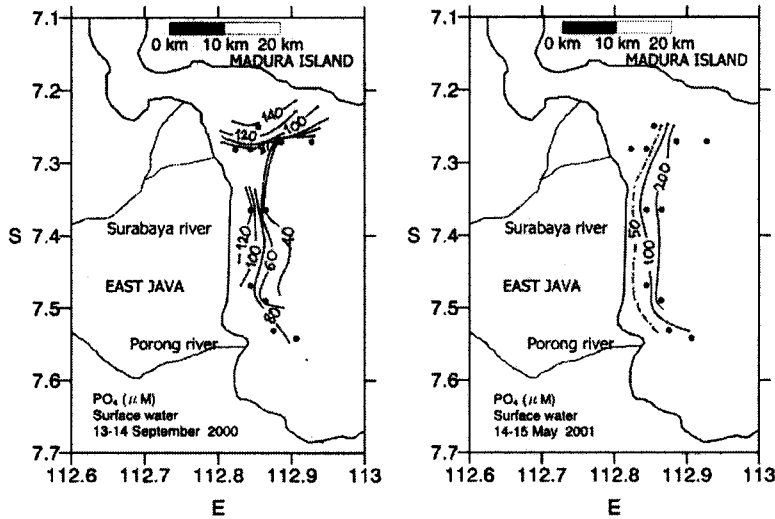 7.1
0 km 10 km 20 km
MADURA ISLAND
7.2
140
120
100
7.3
S
7.4
Surabaya river
120
100
60
40
EAST JAVA
7.5
80
Porong river
7.6
PO₄ (μM)
Surface water
13-14 September 2000
7.7
112.6 112.7 112.8 112.9 113
E
7.1
0 km 10 km 20 km
MADURA ISLAND
7.2
7.3
200
S
7.4
Surabaya river
50
100
EAST JAVA
7.5
Porong river
7.6
PO₄ (μM)
Surface water
14-15 May 2001
7.7
112.6 112.7 112.8 112.9 113
E